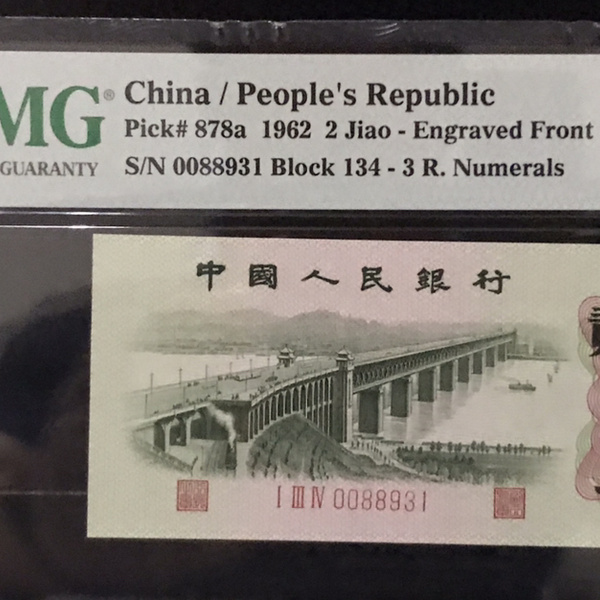 MG® China / People's Republic
Pick# 878a 1962 2 Jiao - Engraved Front
GUARANTY S/N 0088931 Block 134 - 3 R. Numerals
中國人民銀行
I III IV 0088931